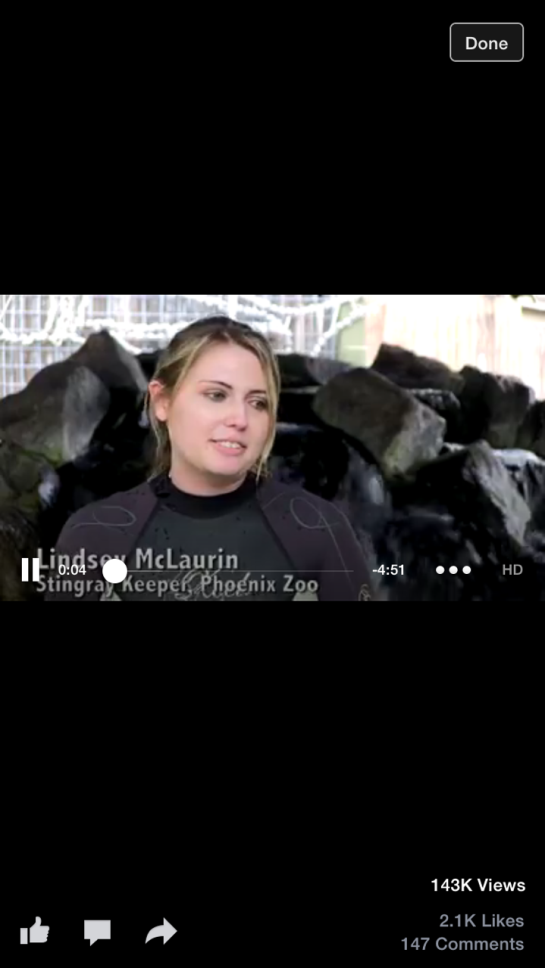 Done
Lindsey McLaurin
Stingray Keeper, Phoenix Zoo
0:04
-4:51
HD
143K Views
2.1K Likes
147 Comments